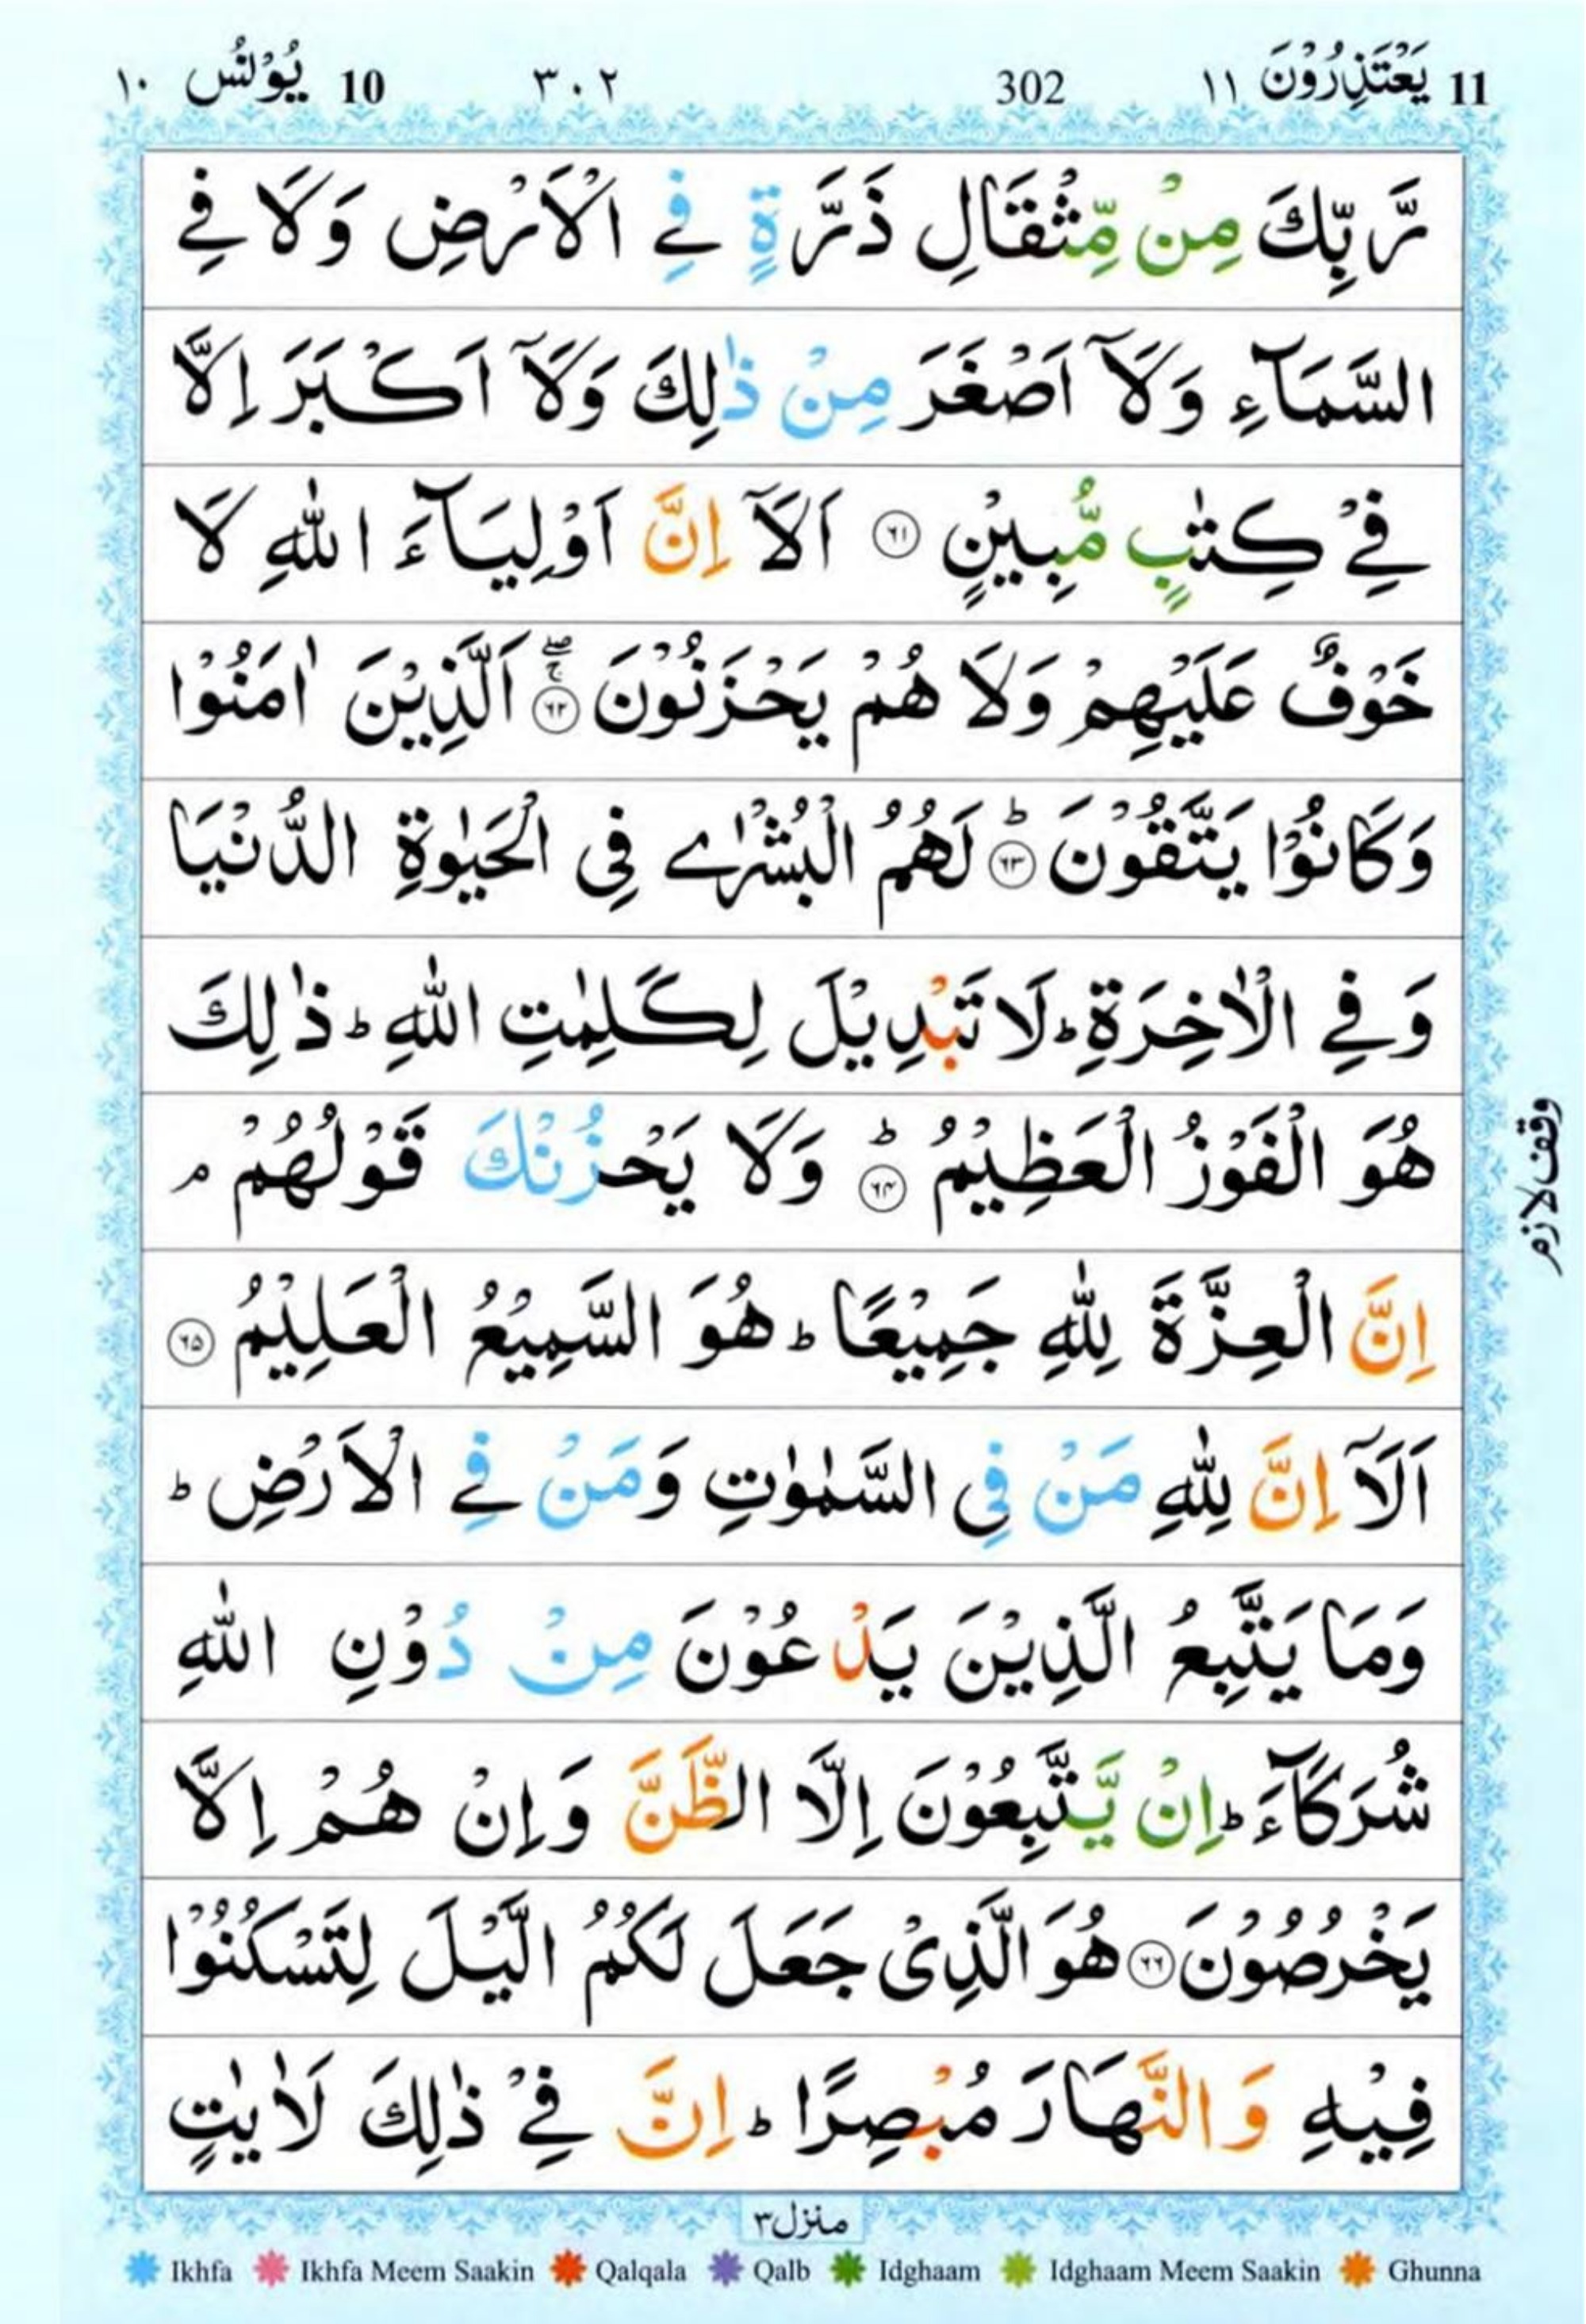 11 يَعْتَذِرُوْنَ ١١ 302 ٣٠٢ 10 يُوْنُس ١٠
رَّبِّكَ مِنْ مِّثْقَالِ ذَرَّةٍ فِے الْاَرْضِ وَلَا فِے
السَّمَآءِ وَلَآ اَصْغَرَ مِنْ ذٰلِكَ وَلَآ اَكْبَرَ اِلَّا
فِےْ كِتٰبٍ مُّبِيْنٍ ٦١ اَلَآ اِنَّ اَوْلِيَآءَ اللّٰهِ لَا
خَوْفٌ عَلَيْهِمْ وَلَا هُمْ يَحْزَنُوْنَ ۖۚ ٦٢ اَلَّذِيْنَ اٰمَنُوْا
وَكَانُوْا يَتَّقُوْنَ ؕ ٦٣ لَهُمُ الْبُشْرٰے فِى الْحَيٰوةِ الدُّنْيَا
وَفِے الْاٰخِرَةِ ؕ لَا تَبْدِيْلَ لِكَلِمٰتِ اللّٰهِ ؕ ذٰلِكَ
هُوَ الْفَوْزُ الْعَظِيْمُ ؕ ٦٤ وَلَا يَحْزُنْكَ قَوْلُهُمْ ۘ
وقف لازم
اِنَّ الْعِزَّةَ لِلّٰهِ جَمِيْعًا ؕ هُوَ السَّمِيْعُ الْعَلِيْمُ ٦٥
اَلَآ اِنَّ لِلّٰهِ مَنْ فِى السَّمٰوٰتِ وَمَنْ فِے الْاَرْضِ ؕ
وَمَا يَتَّبِعُ الَّذِيْنَ يَدْعُوْنَ مِنْ دُوْنِ اللّٰهِ
شُرَكَآءَ ؕ اِنْ يَّتَّبِعُوْنَ اِلَّا الظَّنَّ وَاِنْ هُمْ اِلَّا
يَخْرُصُوْنَ ٦٦ هُوَ الَّذِىْ جَعَلَ لَكُمُ الَّيْلَ لِتَسْكُنُوْا
فِيْهِ وَالنَّهَارَ مُبْصِرًا ؕ اِنَّ فِےْ ذٰلِكَ لَاٰيٰتٍ
منزل ٣
Ikhfa Ikhfa Meem Saakin Qalqala Qalb Idghaam Idghaam Meem Saakin Ghunna